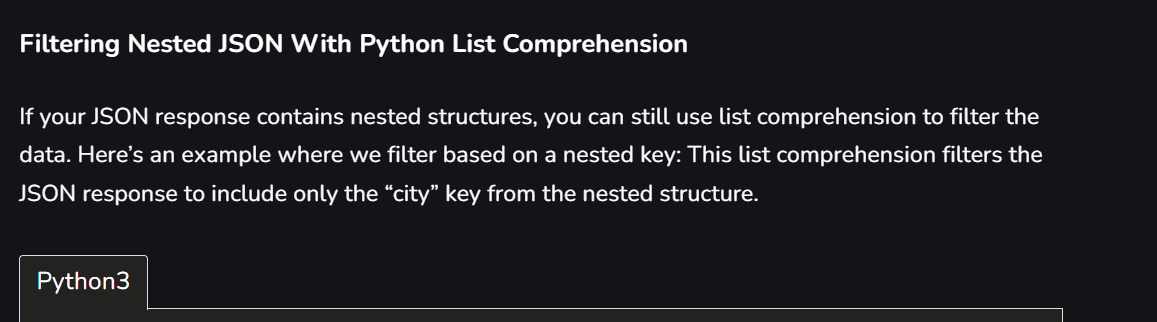 Filtering Nested JSON With Python List Comprehension
If your JSON response contains nested structures, you can still use list comprehension to filter the
data. Here’s an example where we filter based on a nested key: This list comprehension filters the
JSON response to include only the “city” key from the nested structure.
Python3